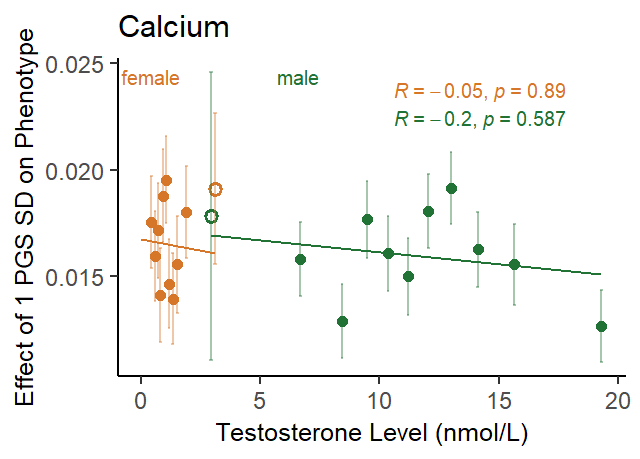 Calcium
Effect of 1 PGS SD on Phenotype
0.025
0.020
0.015
female
male
R = −0.05, p = 0.89
R = −0.2, p = 0.587
0 5 10 15 20
Testosterone Level (nmol/L)